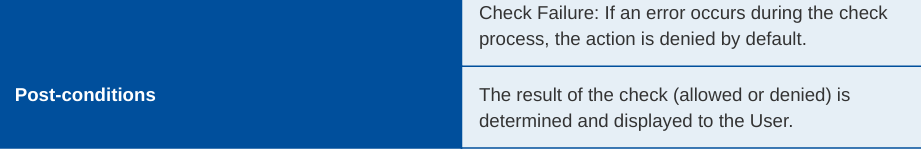 Check Failure: If an error occurs during the check
process, the action is denied by default.
Post-conditions
The result of the check (allowed or denied) is
determined and displayed to the User.